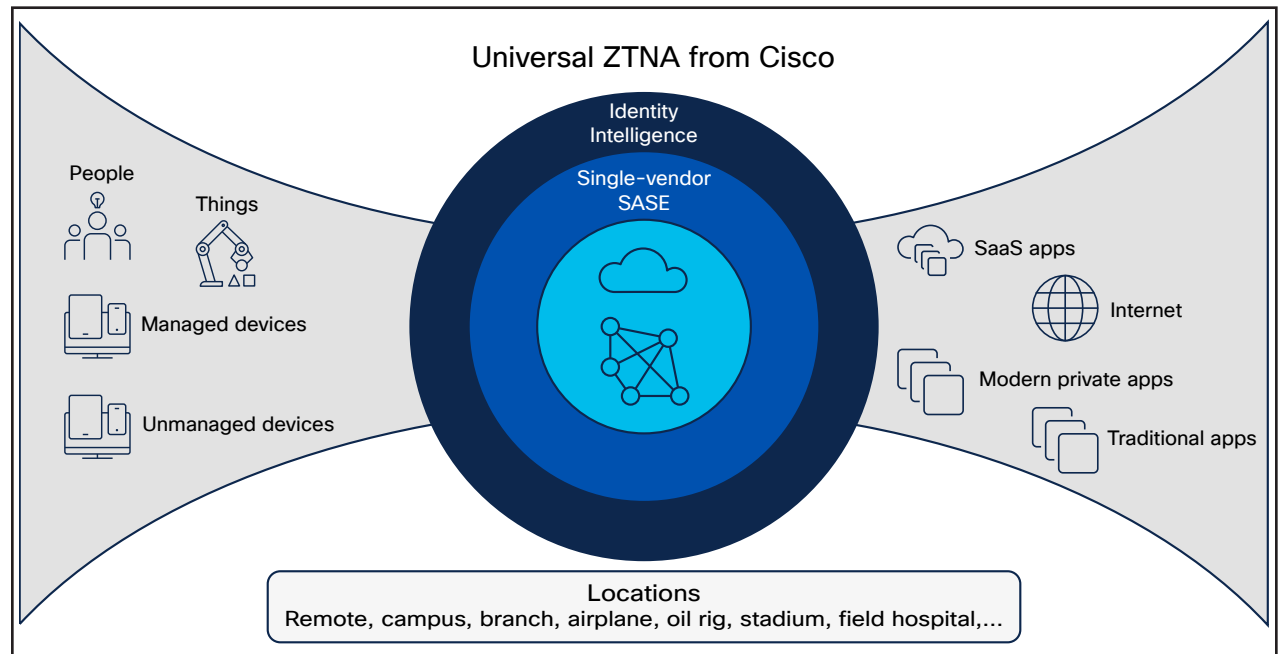 Universal ZTNA from Cisco
Identity
Intelligence
Single-vendor
SASE
People
Things
Managed devices
Unmanaged devices
SaaS apps
Internet
Modern private apps
Traditional apps
Locations
Remote, campus, branch, airplane, oil rig, stadium, field hospital,...